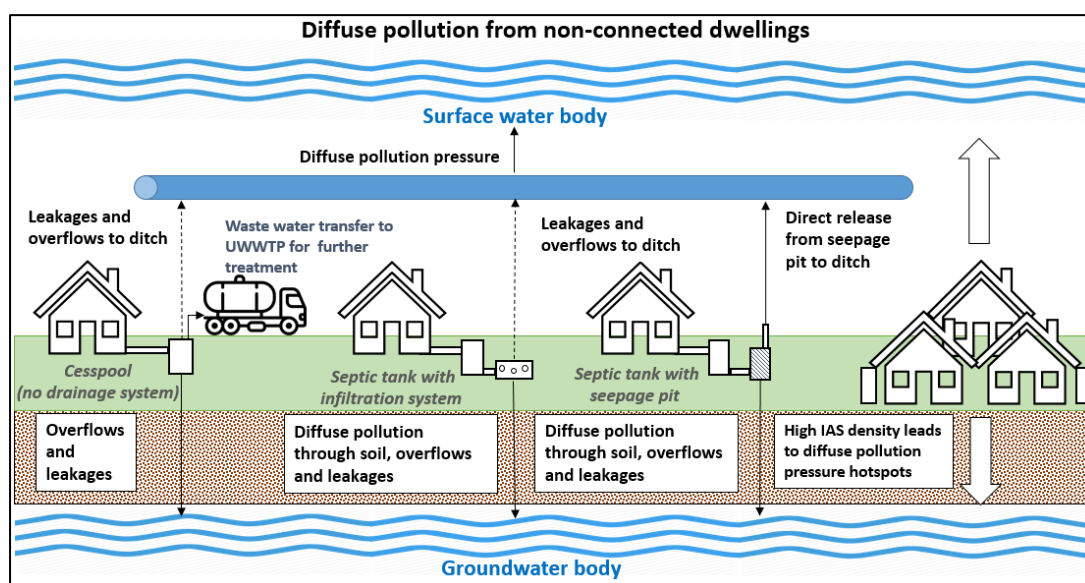 Diffuse pollution from non-connected dwellings
Surface water body
Diffuse pollution pressure
Leakages and
overflows to ditch
Waste water transfer to
UWWTP for further
treatment
Leakages and
overflows to ditch
Direct release
from seepage
pit to ditch
Cesspool
(no drainage system)
Septic tank with
infiltration system
Septic tank with
seepage pit
Overflows
and
leakages
Diffuse pollution
through soil, overflows
and leakages
Diffuse pollution
through soil, overflows
and leakages
High IAS density leads
to diffuse pollution
pressure hotspots
Groundwater body